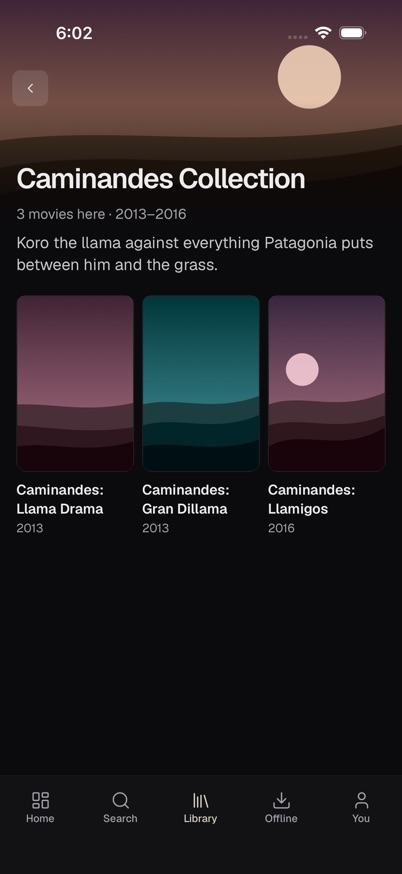 6:02
Caminandes Collection
3 movies here · 2013–2016
Koro the llama against everything Patagonia puts
between him and the grass.
Caminandes:
Llama Drama
2013
Caminandes:
Gran Dillama
2013
Caminandes:
Llamigos
2016
Home
Search
Library
Offline
You